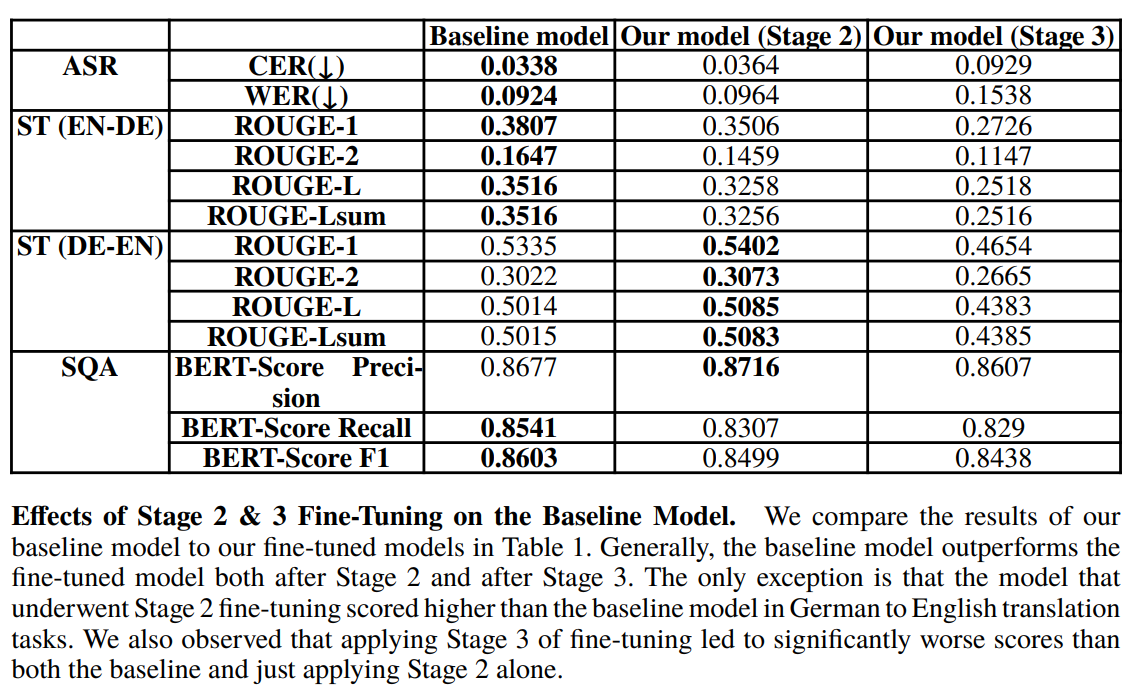 Baseline model Our model (Stage 2) Our model (Stage 3)
ASR CER(↓) 0.0338 0.0364 0.0929
WER(↓) 0.0924 0.0964 0.1538
ST (EN-DE) ROUGE-1 0.3807 0.3506 0.2726
ROUGE-2 0.1647 0.1459 0.1147
ROUGE-L 0.3516 0.3258 0.2518
ROUGE-Lsum 0.3516 0.3256 0.2516
ST (DE-EN) ROUGE-1 0.5335 0.5402 0.4654
ROUGE-2 0.3022 0.3073 0.2665
ROUGE-L 0.5014 0.5085 0.4383
ROUGE-Lsum 0.5015 0.5083 0.4385
SQA BERT-Score Preci- 0.8677 0.8716 0.8607
sion
BERT-Score Recall 0.8541 0.8307 0.829
BERT-Score F1 0.8603 0.8499 0.8438
Effects of Stage 2 & 3 Fine-Tuning on the Baseline Model. We compare the results of our
baseline model to our fine-tuned models in Table 1. Generally, the baseline model outperforms the
fine-tuned model both after Stage 2 and after Stage 3. The only exception is that the model that
underwent Stage 2 fine-tuning scored higher than the baseline model in German to English translation
tasks. We also observed that applying Stage 3 of fine-tuning led to significantly worse scores than
both the baseline and just applying Stage 2 alone.